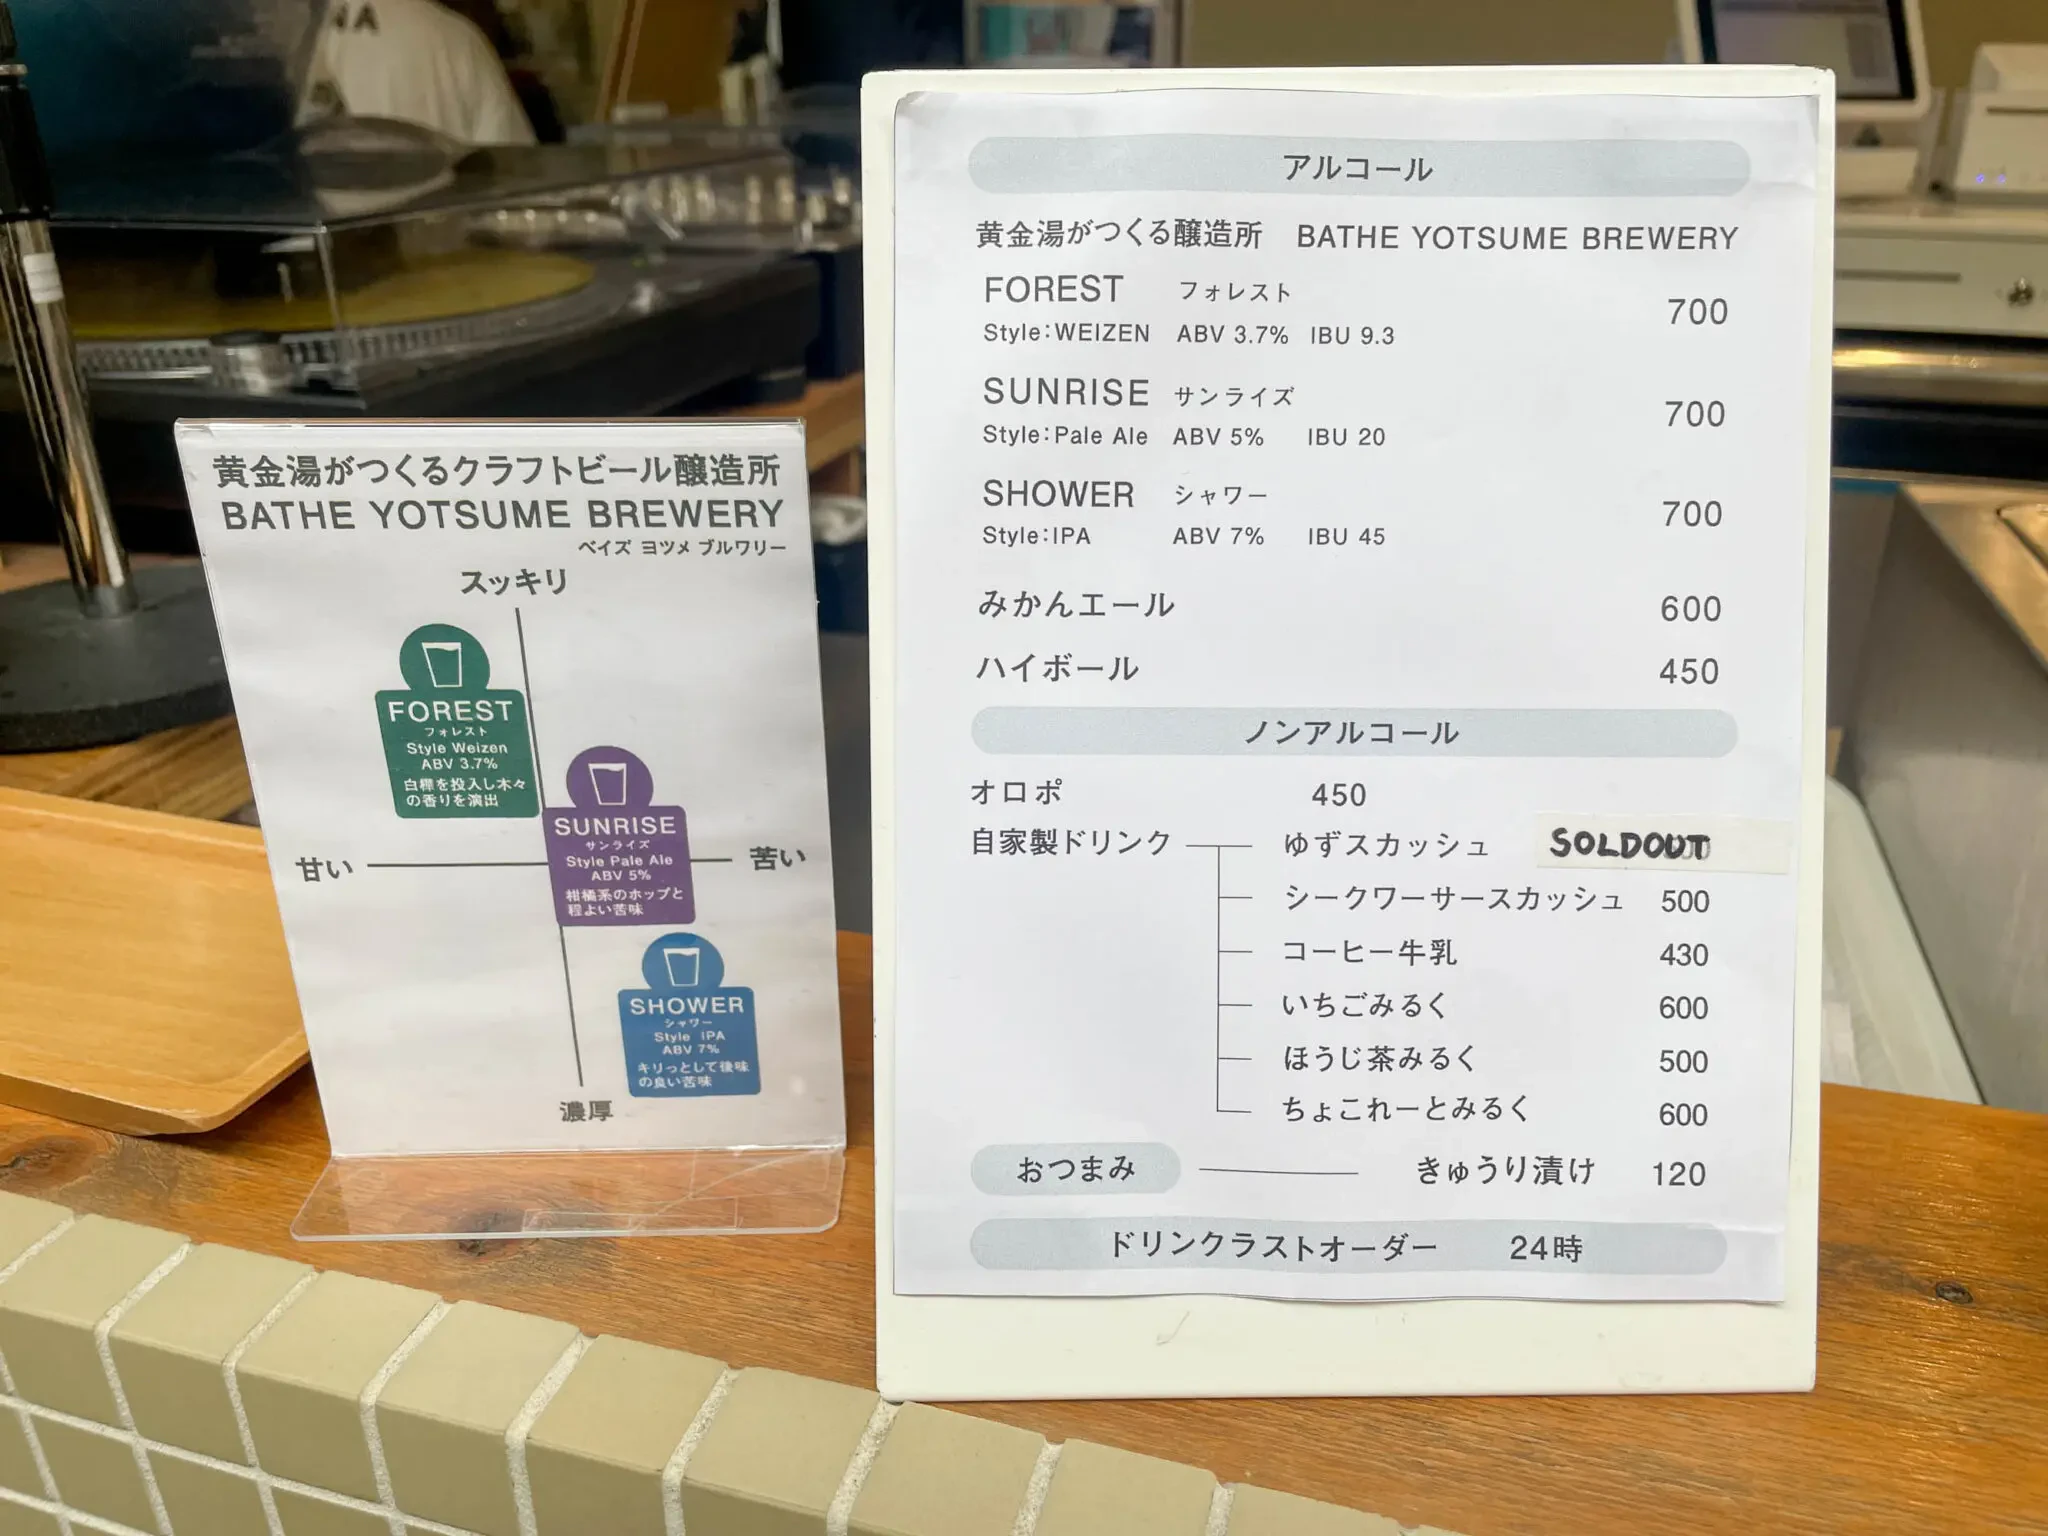 NA
黄金湯がつくるクラフトビール醸造所
BATHE YOTSUME BREWERY
ベイズ ヨツメ ブルワリー
スッキリ
FOREST
フォレスト
Style Weizen
ABV 3.7%
白樺を投入し木々
の香りを演出
SUNRISE
サンライズ
Style Pale Ale
ABV 5%
柑橘系のホップと
程よい苦味
甘い
苦い
SHOWER
シャワー
Style IPA
ABV 7%
キリっとして後味
の良い苦味
濃厚
アルコール
黄金湯がつくる醸造所 BATHE YOTSUME BREWERY
FOREST フォレスト 700
Style:WEIZEN ABV 3.7% IBU 9.3
SUNRISE サンライズ 700
Style:Pale Ale ABV 5% IBU 20
SHOWER シャワー 700
Style:IPA ABV 7% IBU 45
みかんエール 600
ハイボール 450
ノンアルコール
オロポ 450
自家製ドリンク ゆずスカッシュ SOLDOUT
シークワーサースカッシュ 500
コーヒー牛乳 430
いちごみるく 600
ほうじ茶みるく 500
ちょこれーとみるく 600
おつまみ きゅうり漬け 120
ドリンクラストオーダー 24時